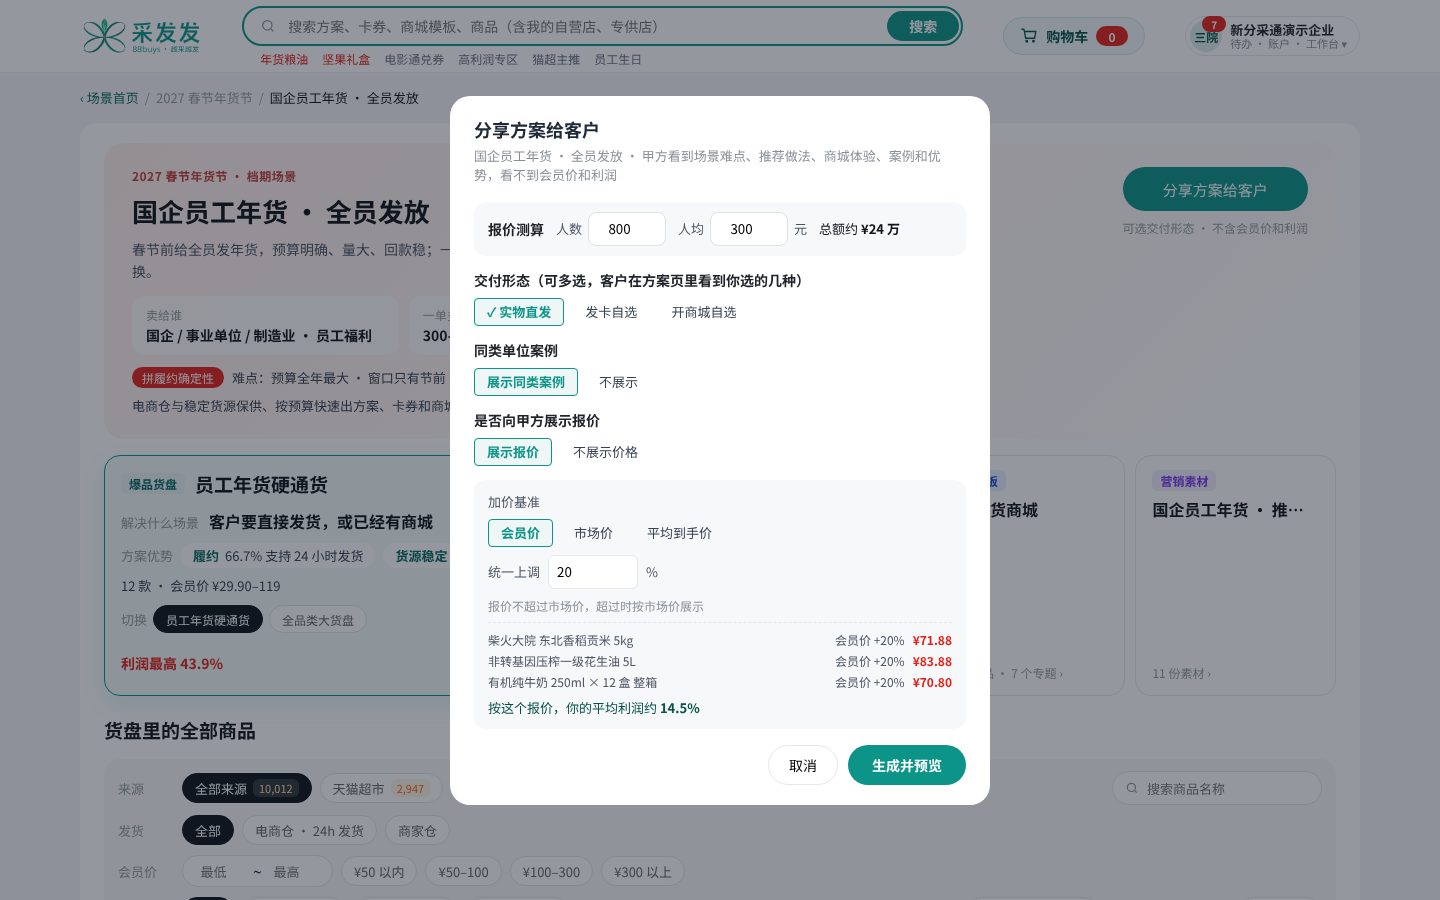 采发发
BBbuys · 越采越发
搜索方案、卡券、商城模板、商品（含我的自营店、专供店）
搜索
年货粮油 坚果礼盒 电影通兑券 高利润专区 猫超主推 员工生日
购物车 0
三院 7
新分采通演示企业
待办 · 账户 · 工作台 ▾
‹ 场景首页 / 2027 春节年货节 / 国企员工年货 · 全员发放
2027 春节年货节 · 档期场景
国企员工年货 · 全员发放
春节前给全员发年货，预算明确、量大、回款稳；一
换。
卖给谁
国企 / 事业单位 / 制造业 · 员工福利
一单
300-
拼履约确定性 难点：预算全年最大 · 窗口只有节前
电商仓与稳定货源保供、按预算快速出方案、卡券和商城
分享方案给客户
可选交付形态 · 不含会员价和利润
爆品货盘 员工年货硬通货
解决什么场景 客户要直接发货，或已经有商城
方案优势 履约 66.7% 支持 24 小时发货 货源稳定
12 款 · 会员价 ¥29.90–119
切换 员工年货硬通货 全品类大货盘
利润最高 43.9%
版
货商城
· 7 个专题 ›
营销素材
国企员工年货 · 推…
11 份素材 ›
货盘里的全部商品
来源 全部来源 10,012 天猫超市 2,947
搜索商品名称
发货 全部 电商仓 · 24h 发货 商家仓
会员价 最低 ~ 最高 ¥50 以内 ¥50–100 ¥100–300 ¥300 以上
分享方案给客户
国企员工年货 · 全员发放 · 甲方看到场景难点、推荐做法、商城体验、案例和优
势，看不到会员价和利润
报价测算 人数 800 人均 300 元 总额约 ¥24 万
交付形态（可多选，客户在方案页里看到你选的几种）
✓ 实物直发 发卡自选 开商城自选
同类单位案例
展示同类案例 不展示
是否向甲方展示报价
展示报价 不展示价格
加价基准
会员价 市场价 平均到手价
统一上调 20 %
报价不超过市场价，超过时按市场价展示
柴火大院 东北香稻贡米 5kg 会员价 +20% ¥71.88
非转基因压榨一级花生油 5L 会员价 +20% ¥83.88
有机纯牛奶 250ml × 12 盒 整箱 会员价 +20% ¥70.80
按这个报价，你的平均利润约 14.5%
取消 生成并预览